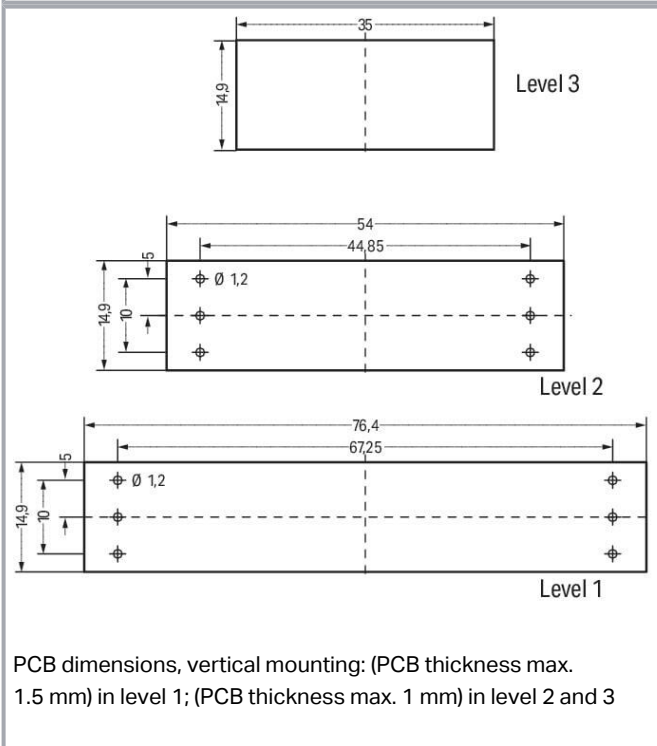 35
14,9
Level 3
54
44,85
5
Ø 1,2
14,9
10
Level 2
76,4
67,25
5
Ø 1,2
14,9
10
Level 1
PCB dimensions, vertical mounting: (PCB thickness max.
1.5 mm) in level 1; (PCB thickness max. 1 mm) in level 2 and 3